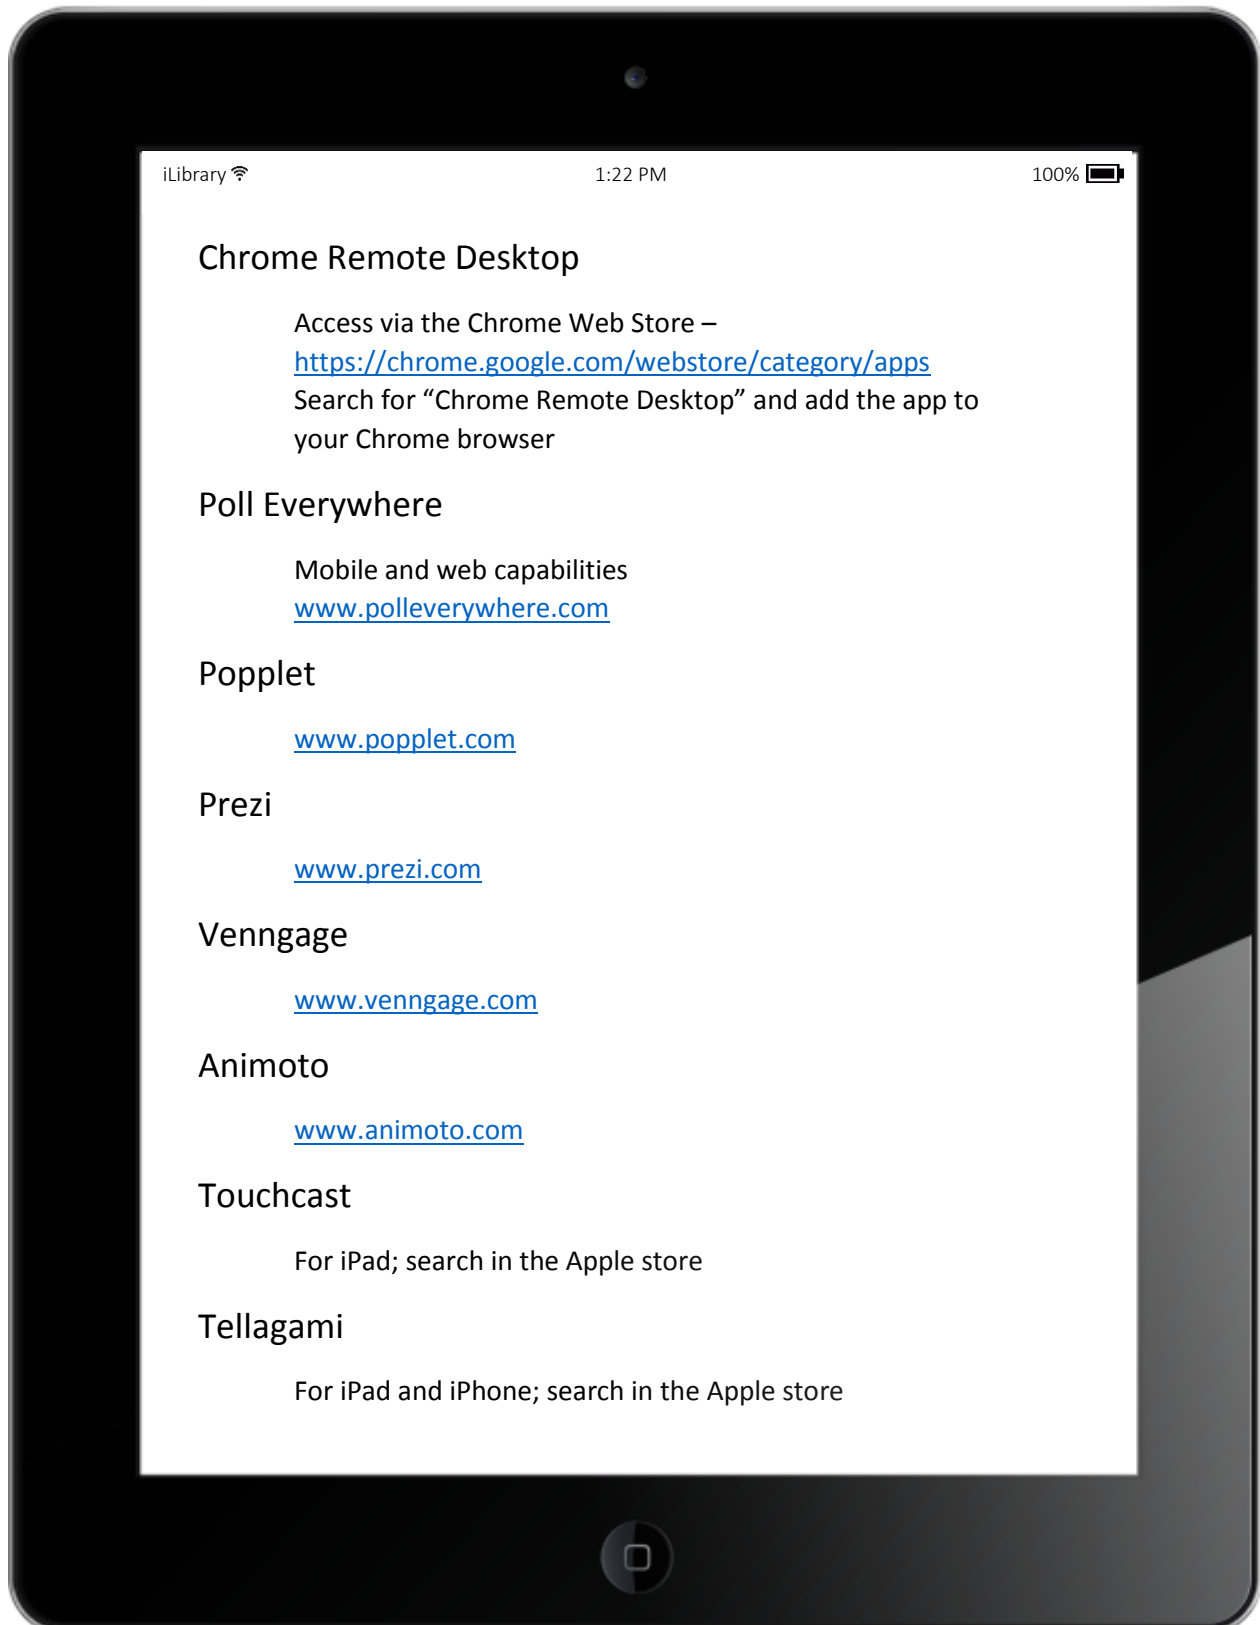 iLibrary 1:22 PM 100%
Chrome Remote Desktop
Access via the Chrome Web Store –
https://chrome.google.com/webstore/category/apps
Search for “Chrome Remote Desktop” and add the app to
your Chrome browser
Poll Everywhere
Mobile and web capabilities
www.polleverywhere.com
Popplet
www.popplet.com
Prezi
www.prezi.com
Venngage
www.venngage.com
Animoto
www.animoto.com
Touchcast
For iPad; search in the Apple store
Tellagami
For iPad and iPhone; search in the Apple store